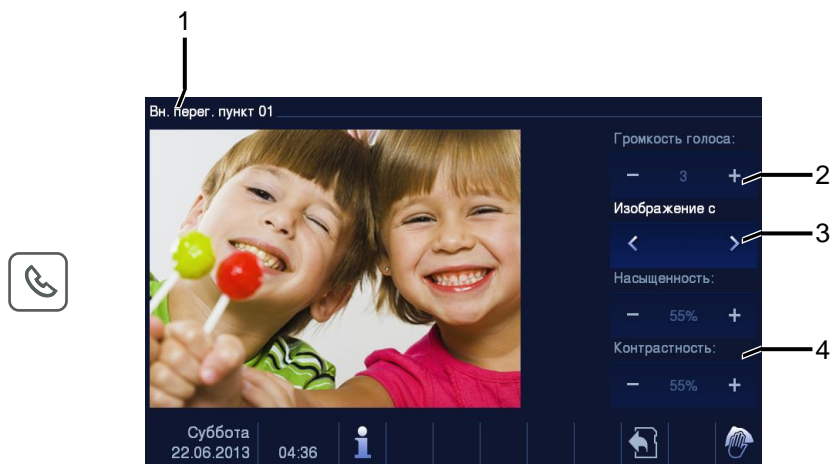 1
Вн. перег. пункт 01
Громкость голоса:
− 3 +
2
Изображение с
< >
3
Насыщенность:
− 55% +
Контрастность:
4
− 55% +
Суббота
22.06.2013 04:36
i